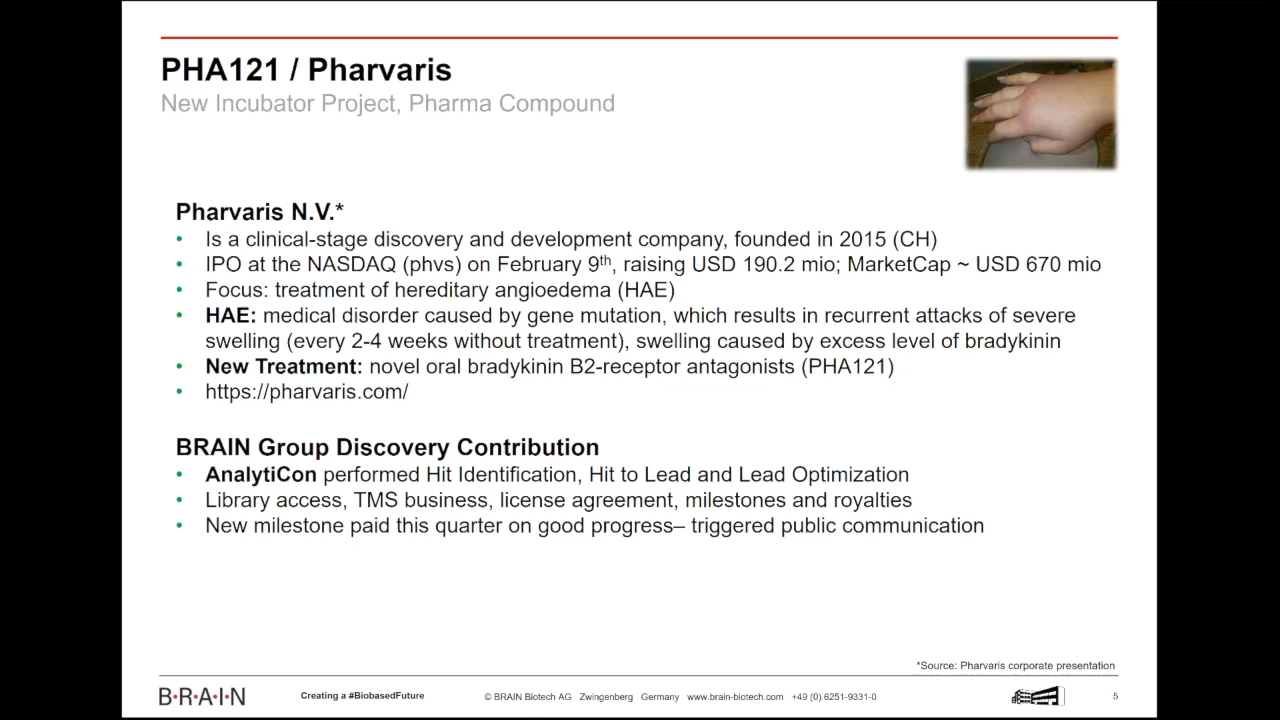 PHA121 / Pharvaris
New Incubator Project, Pharma Compound
Pharvaris N.V.*
• Is a clinical-stage discovery and development company, founded in 2015 (CH)
• IPO at the NASDAQ (phvs) on February 9th, raising USD 190.2 mio; MarketCap ~ USD 670 mio
• Focus: treatment of hereditary angioedema (HAE)
• HAE: medical disorder caused by gene mutation, which results in recurrent attacks of severe
swelling (every 2-4 weeks without treatment), swelling caused by excess level of bradykinin
• New Treatment: novel oral bradykinin B2-receptor antagonists (PHA121)
• https://pharvaris.com/
BRAIN Group Discovery Contribution
• AnalytiCon performed Hit Identification, Hit to Lead and Lead Optimization
• Library access, TMS business, license agreement, milestones and royalties
• New milestone paid this quarter on good progress– triggered public communication
*Source: Pharvaris corporate presentation
B·R·A·I·N Creating a #BiobasedFuture © BRAIN Biotech AG Zwingenberg Germany www.brain-biotech.com +49 (0) 6251-9331-0 5